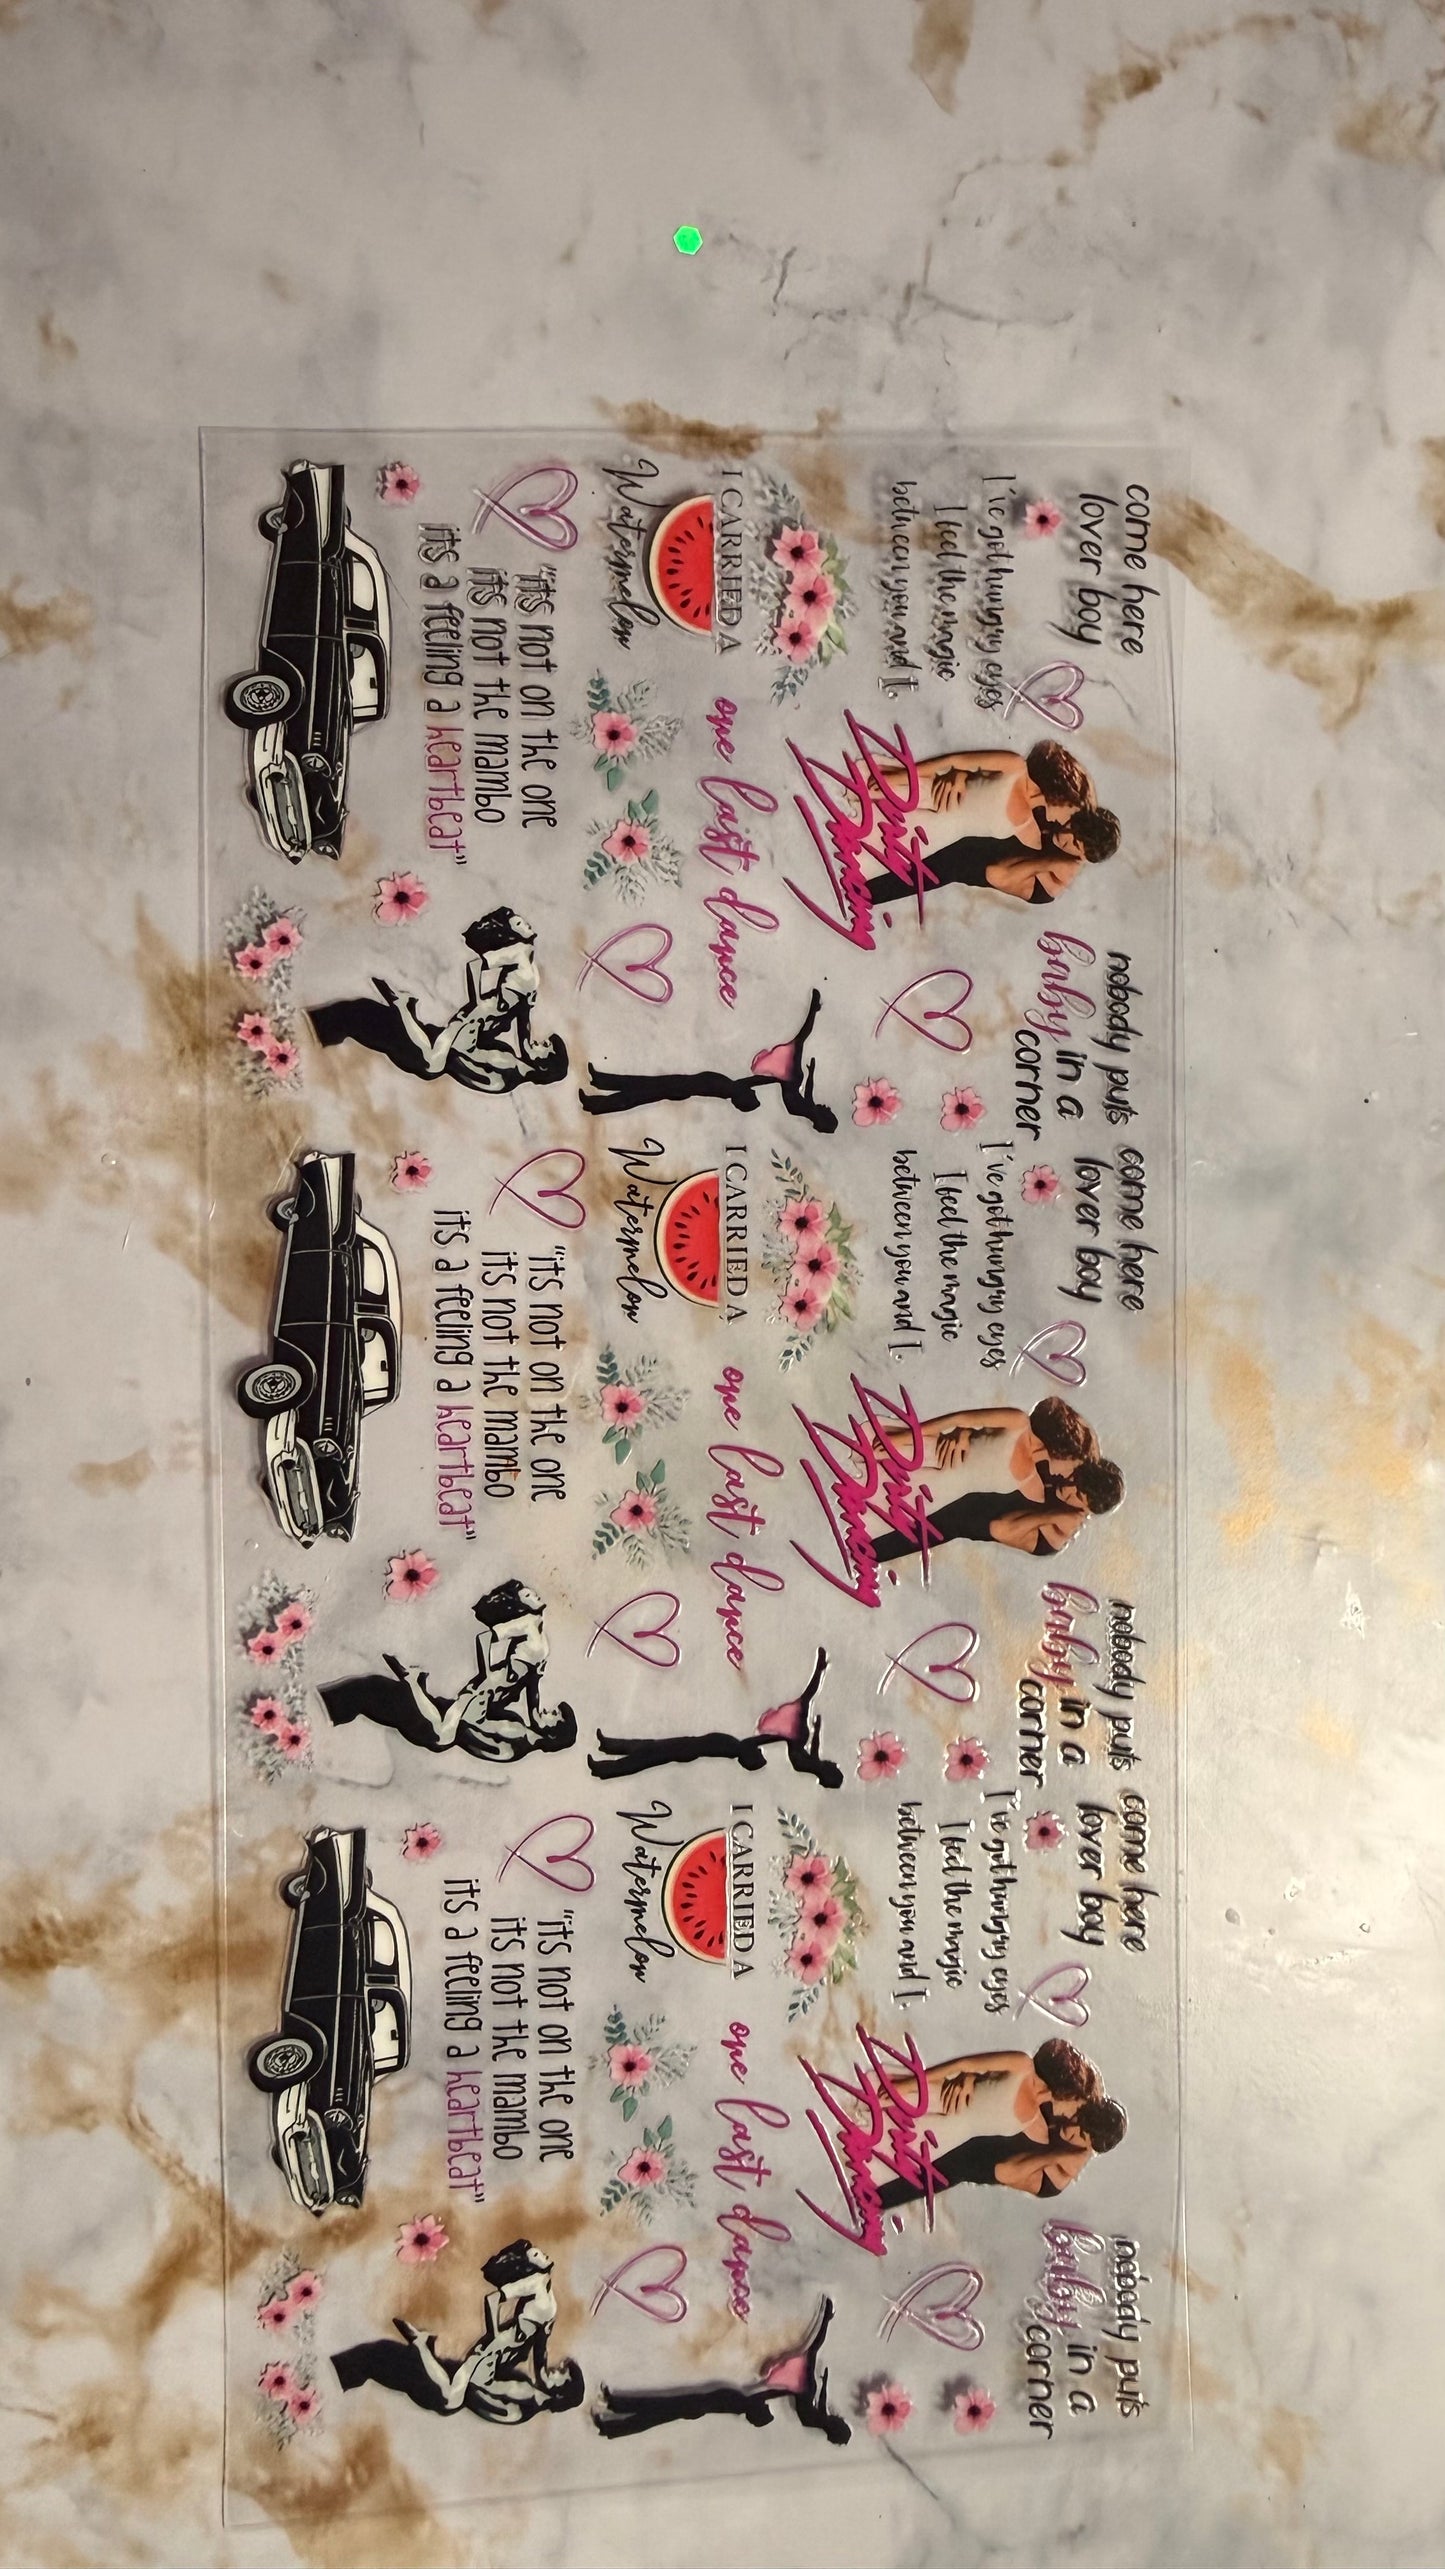 come here
lover boy
I've got hungry eyes
I feel the magic
between you and I.
Dirty
Dancing
nobody puts
baby in a
corner
I CARRIED A
Watermelon
one last dance
"its not on the one
its not the mambo
its a feeling a heartbeat"
come here
lover boy
I've got hungry eyes
I feel the magic
between you and I.
Dirty
Dancing
nobody puts
baby in a
corner
I CARRIED A
Watermelon
one last dance
"its not on the one
its not the mambo
its a feeling a heartbeat"
come here
lover boy
I've got hungry eyes
I feel the magic
between you and I.
Dirty
Dancing
nobody puts
baby in a
corner
I CARRIED A
Watermelon
one last dance
"its not on the one
its not the mambo
its a feeling a heartbeat"